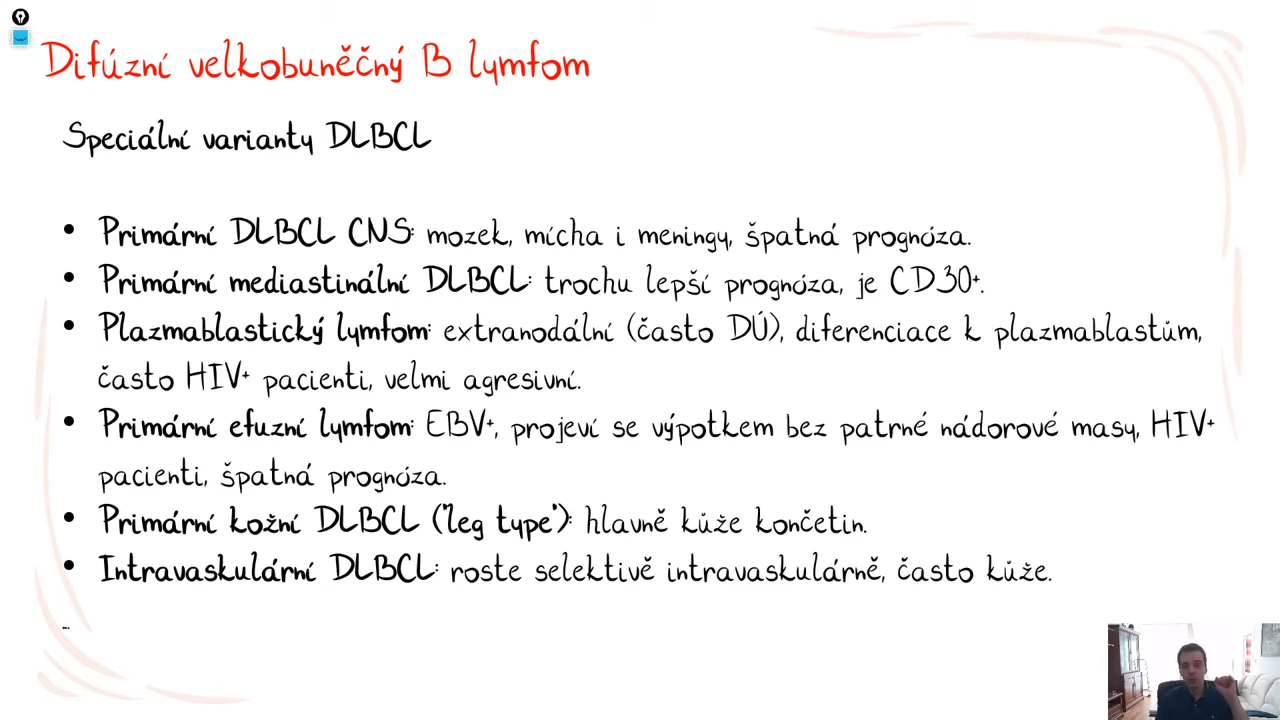 Difúzní velkobuněčný B lymfom
Speciální varianty DLBCL
• Primární DLBCL CNS: mozek, mícha i meningy, špatná prognóza.
• Primární mediastinální DLBCL: trochu lepší prognóza, je CD30+.
• Plazmablastický lymfom: extranodální (často DÚ), diferenciace k plazmablastům,
často HIV+ pacienti, velmi agresivní.
• Primární efuzní lymfom: EBV+, projeví se výpotkem bez patrné nádorové masy, HIV+
pacienti, špatná prognóza.
• Primární kožní DLBCL ("leg type"): hlavně kůže končetin.
• Intravaskulární DLBCL: roste selektivě intravaskulárně, často kůže.
...